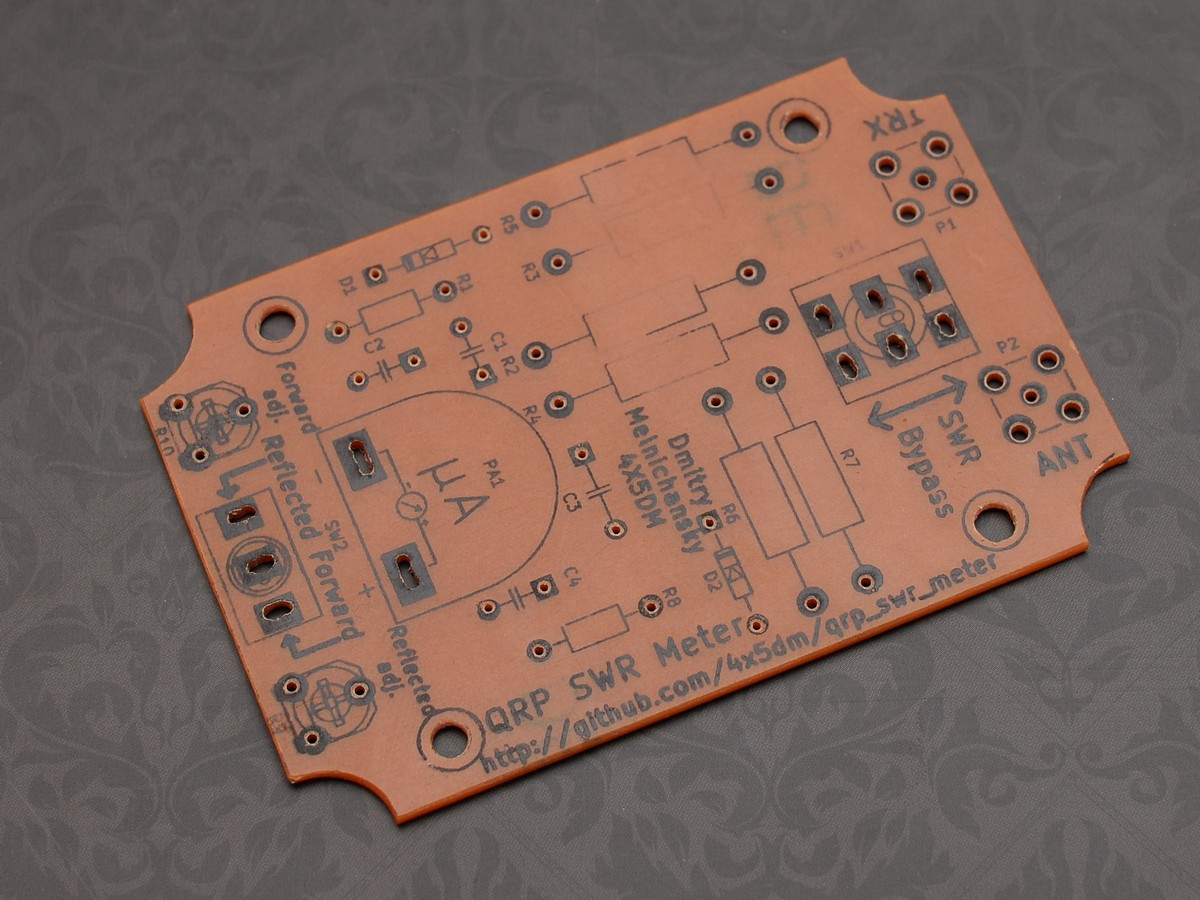 TRX
P1
SW1
R5
R3
D1
R1
C2
C1
R2
R4
P2
ANT
SWR
Bypass
R7
Forward
adj.
R10
Reflected Forward
SW2
-
+
PA1
µA
C3
Dmitry
Melnichansky
4X5DM
R6
D2
C4
R8
Reflected
adj.
QRP SWR Meter
http://github.com/4x5dm/qrp_swr_meter